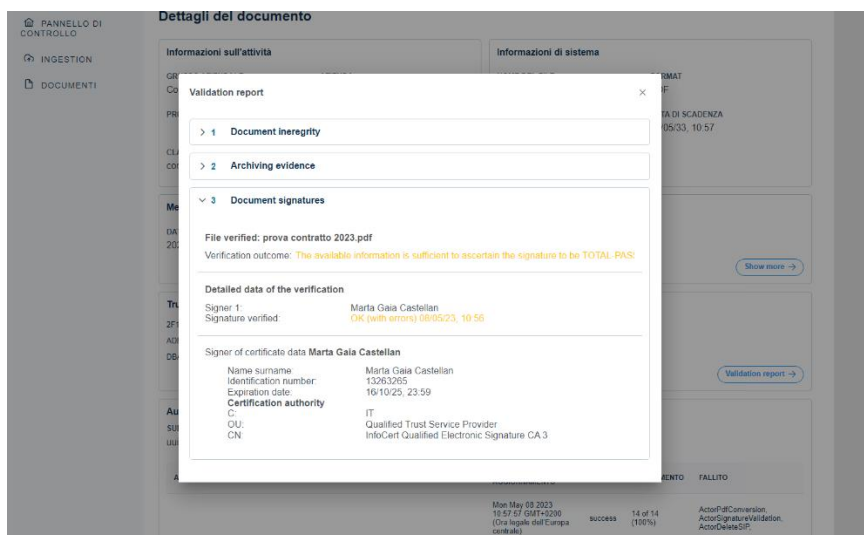 PANNELLO DI
CONTROLLO
INGESTION
DOCUMENTI
Dettagli del documento
Informazioni sull'attività
Informazioni di sistema
Validation report
×
RMAT
TA DI SCADENZA
/05/33, 10:57
1 Document ineregrity
2 Archiving evidence
3 Document signatures
File verified: prova contratto 2023.pdf
Verification outcome: The available information is sufficient to ascertain the signature to be TOTAL-PAS
Detailed data of the verification
Signer 1: Marta Gaia Castellan
Signature verified: OK (with errors) 08/05/23, 10:56
Signer of certificate data Marta Gaia Castellan
Name surname: Marta Gaia Castellan
Identification number: 13263265
Expiration date: 16/10/25, 23:59
Certification authority
C: IT
OU: Qualified Trust Service Provider
CN: InfoCert Qualified Electronic Signature CA 3
Show more →
Validation report →
MENTO FALLITO
Mon May 08 2023
10:57:57 GMT+0200
(Ora legale dell'Europa
centrale)
success
14 of 14
(100%)
ActorPdfConversion,
ActorSignatureValidation,
ActorDeleteSIP,